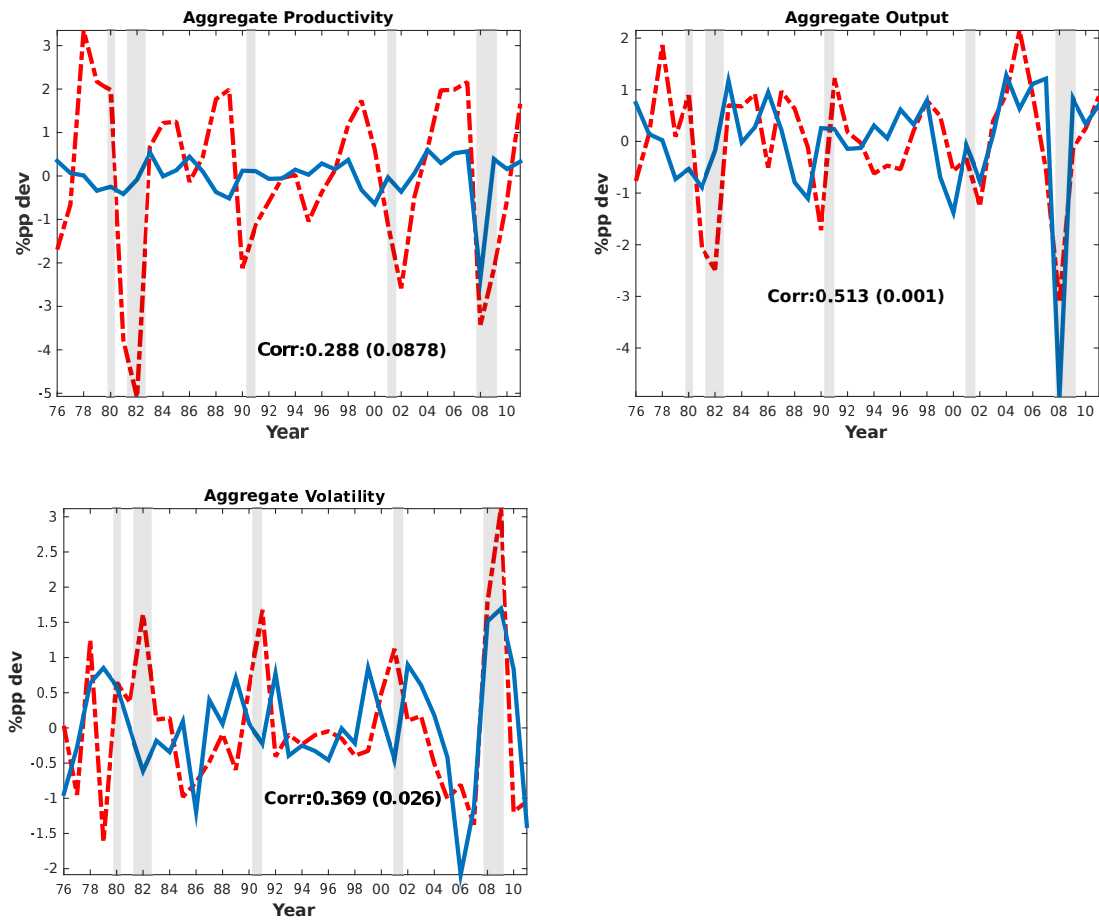 Aggregate Productivity
%pp dev
3
2
1
0
-1
-2
-3
-4
-5
Corr:0.288 (0.0878)
76 78 80 82 84 86 88 90 92 94 96 98 00 02 04 06 08 10
Year
Aggregate Output
%pp dev
2
1
0
-1
-2
-3
-4
Corr:0.513 (0.001)
76 78 80 82 84 86 88 90 92 94 96 98 00 02 04 06 08 10
Year
Aggregate Volatility
%pp dev
3
2.5
2
1.5
1
0.5
0
-0.5
-1
-1.5
-2
Corr:0.369 (0.026)
76 78 80 82 84 86 88 90 92 94 96 98 00 02 04 06 08 10
Year